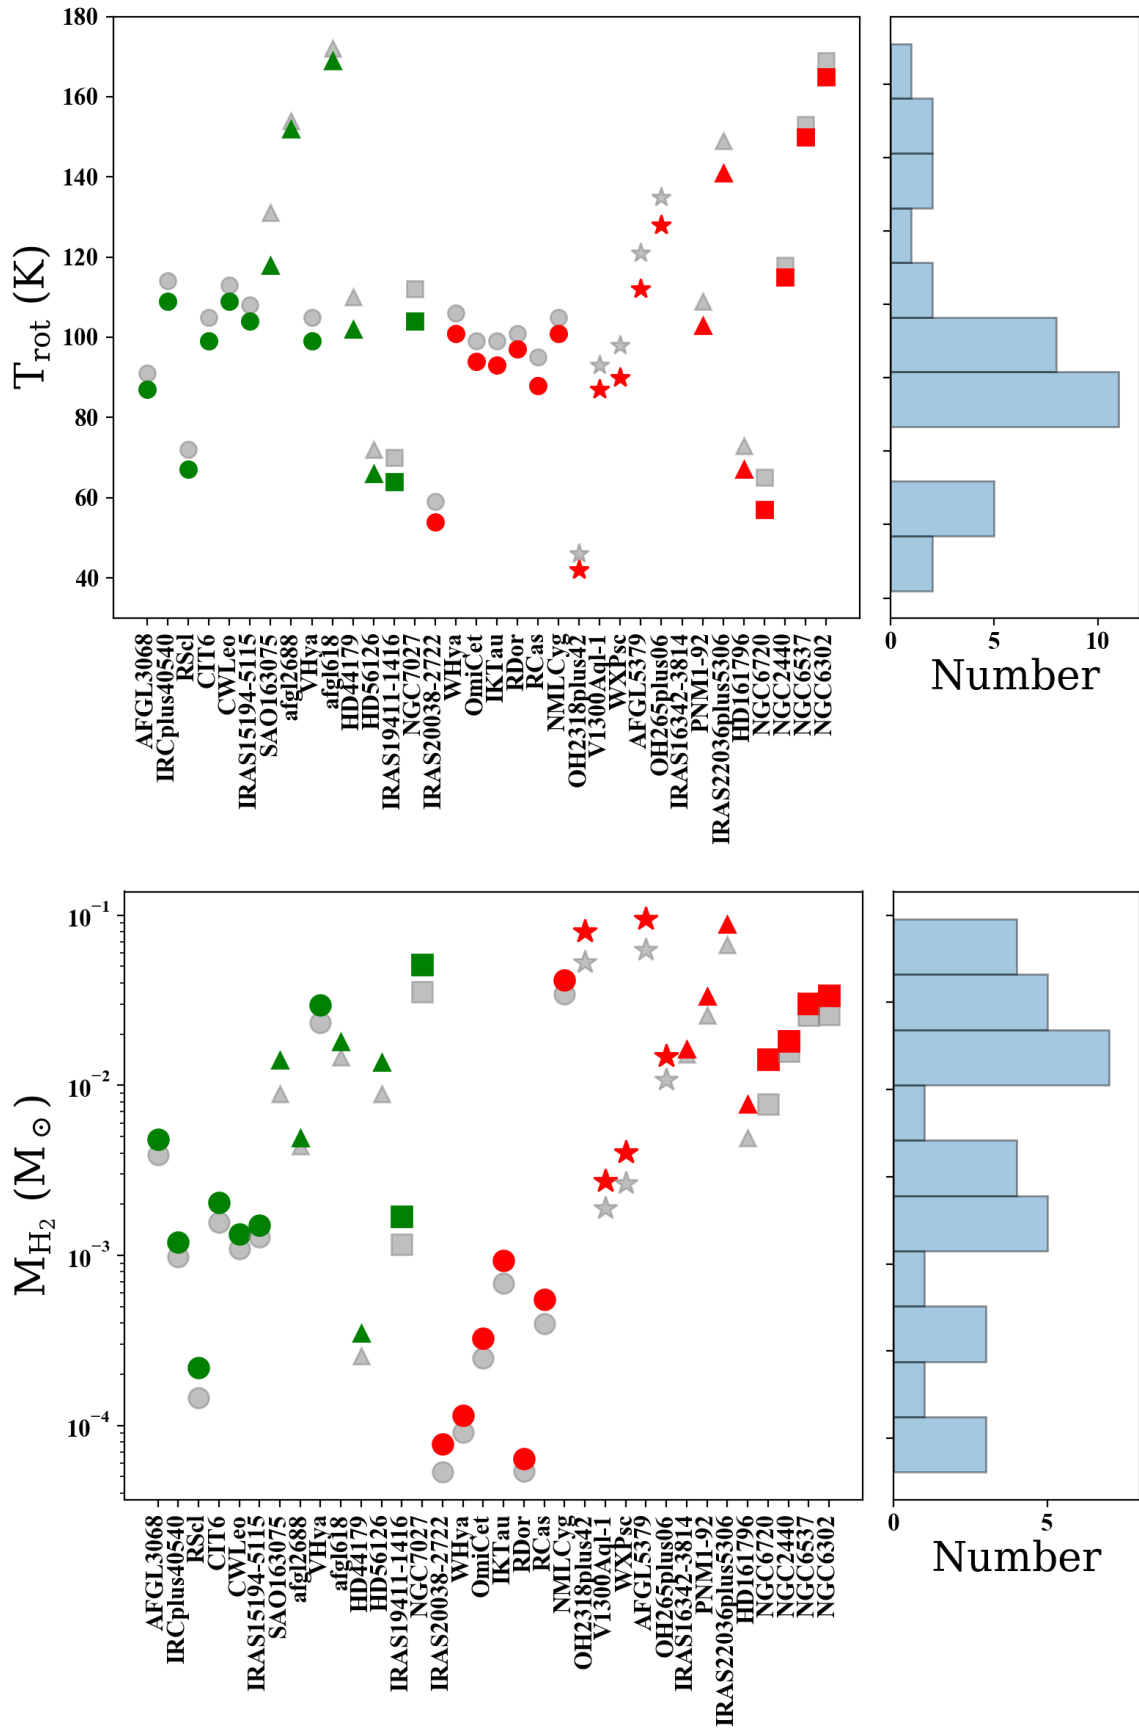 180
160
140
120
100
80
60
40
T_rot (K)
AFGL3068
IRCplus40540
RScl
CIT6
CWLeo
IRAS15194-5115
SAO163075
afgl2688
VHya
afgl618
HD44179
HD56126
IRAS19411-1416
NGC7027
IRAS20038-2722
WHya
OmiCet
IKTau
RDor
RCas
NMLCyg
OH2318plus42
V1300Aql-1
WXPsc
AFGL5379
OH265plus06
IRAS16342-3814
PNM1-92
IRAS22036plus5306
HD161796
NGC6720
NGC2440
NGC6537
NGC6302
0 5 10
Number
10⁻¹
10⁻²
10⁻³
10⁻⁴
M_H₂ (M⊙)
AFGL3068
IRCplus40540
RScl
CIT6
CWLeo
IRAS15194-5115
SAO163075
afgl2688
VHya
afgl618
HD44179
HD56126
IRAS19411-1416
NGC7027
IRAS20038-2722
WHya
OmiCet
IKTau
RDor
RCas
NMLCyg
OH2318plus42
V1300Aql-1
WXPsc
AFGL5379
OH265plus06
IRAS16342-3814
PNM1-92
IRAS22036plus5306
HD161796
NGC6720
NGC2440
NGC6537
NGC6302
0 5
Number